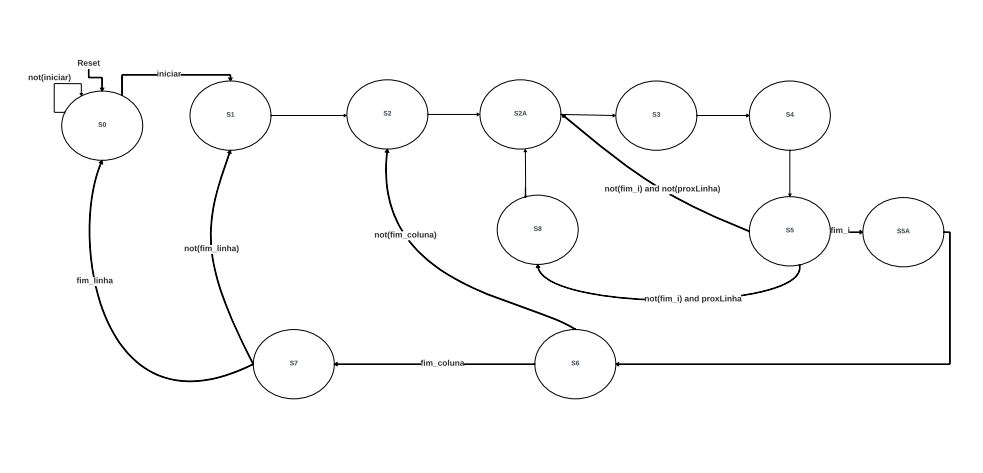 Reset
not(iniciar)
iniciar
S0
S1
S2
S2A
S3
S4
not(fim_i) and not(proxLinha)
S8
S5
fim_i
S5A
not(fim_coluna)
not(fim_linha)
fim_linha
not(fim_i) and proxLinha
S7
fim_coluna
S6